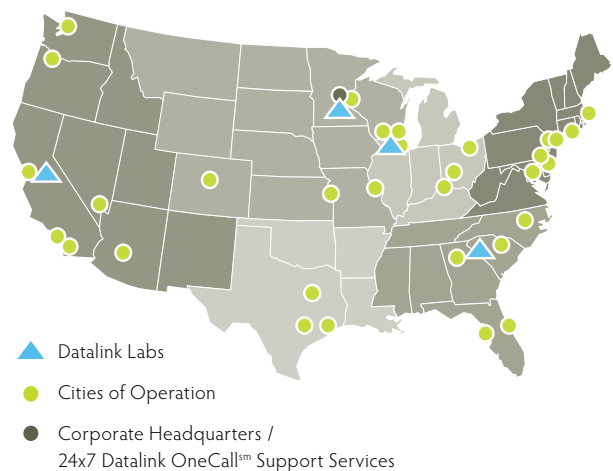 Datalink Labs
Cities of Operation
Corporate Headquarters /
24x7 Datalink OneCall℠ Support Services